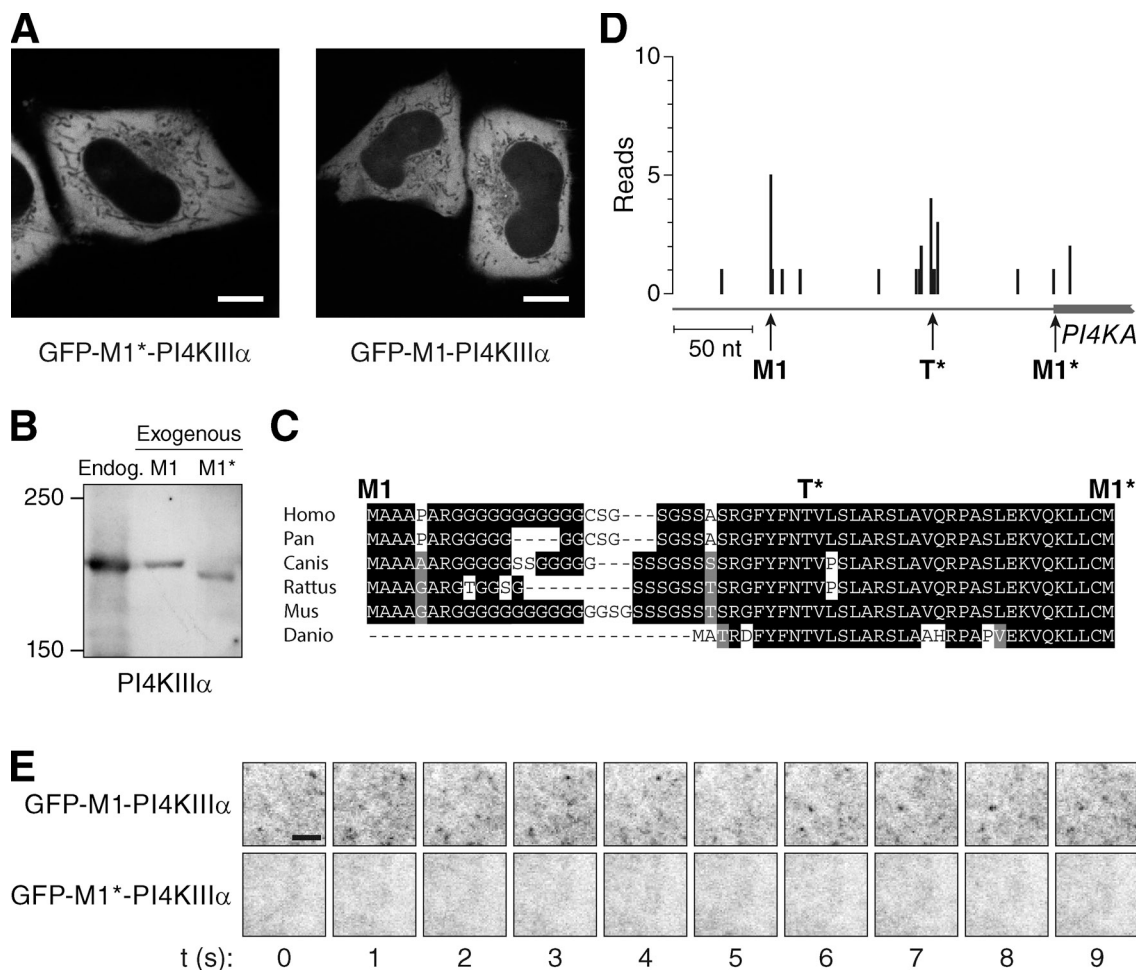 A
GFP-M1*-PI4KIIIα
GFP-M1-PI4KIIIα
D
10
5
0
Reads
50 nt
M1
T*
M1*
PI4KA
B
Exogenous
Endog. M1 M1*
250
150
PI4KIIIα
C
M1 T* M1*
Homo MAAAPARGGGGGGGGGGGCSG---SGSSASRGFYFNTVLSLARSLAVQRPASLEKVQKLLCM
Pan MAAAPARGGGGG----GGCSG---SGSSASRGFYFNTVLSLARSLAVQRPASLEKVQKLLCM
Canis MAAAAARGGGGGSSGGGGG---SSSGSSSSRGFYFNTVPSLARSLAVQRPASLEKVQKLLCM
Rattus MAAAGARGTGGSG---------SSSGSSTSRGFYFNTVPSLARSLAVQRPASLEKVQKLLCM
Mus MAAAGARGGGGGGGGGGGGGSGSSSGSSTSRGFYFNTVLSLARSLAVQRPASLEKVQKLLCM
Danio ---------------------------MATRDFYFNTVLSLARSLAAHRPAPVEKVQKLLCM
E
GFP-M1-PI4KIIIα
GFP-M1*-PI4KIIIα
t (s): 0 1 2 3 4 5 6 7 8 9